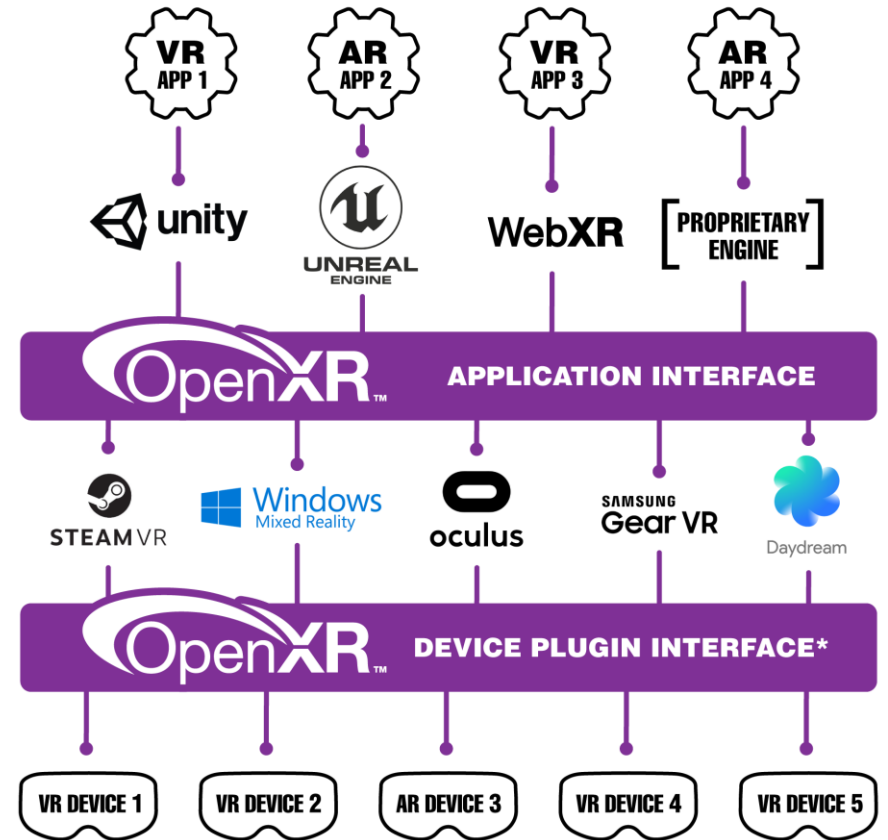 VR
APP 1
AR
APP 2
VR
APP 3
AR
APP 4
unity
UNREAL
ENGINE
WebXR
[PROPRIETARY
ENGINE]
OpenXR™ APPLICATION INTERFACE
STEAMVR
Windows
Mixed Reality
oculus
SAMSUNG
Gear VR
Daydream
OpenXR™ DEVICE PLUGIN INTERFACE*
VR DEVICE 1
VR DEVICE 2
AR DEVICE 3
VR DEVICE 4
VR DEVICE 5